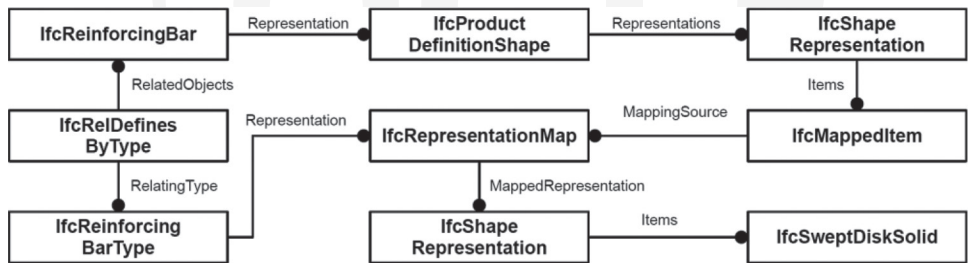 IfcReinforcingBar
Representation
IfcProduct
DefinitionShape
Representations
IfcShape
Representation
RelatedObjects
Items
IfcRelDefines
ByType
Representation
IfcRepresentationMap
MappingSource
IfcMappedItem
RelatingType
MappedRepresentation
IfcReinforcing
BarType
IfcShape
Representation
Items
IfcSweptDiskSolid